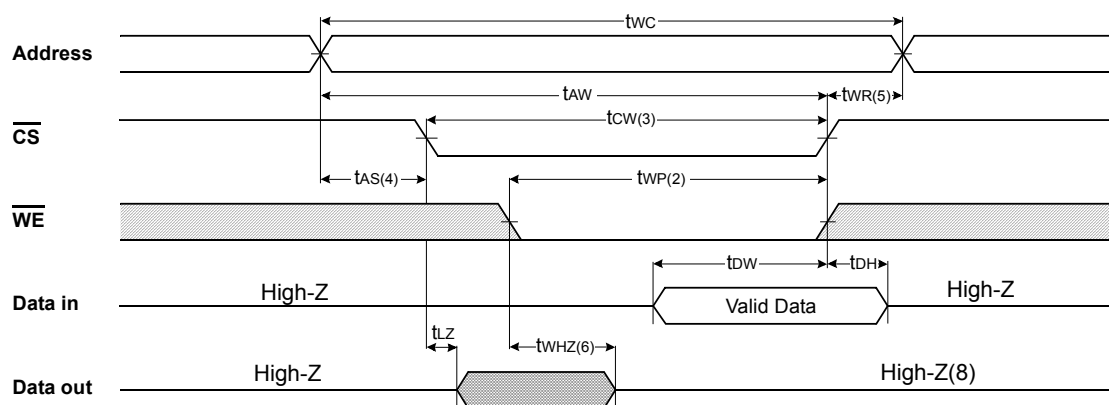 tWC
Address
tAW
tWR(5)
tCW(3)
CS
tAS(4)
tWP(2)
WE
tDW
tDH
High-Z
High-Z
Data in
Valid Data
tLZ
tWHZ(6)
High-Z
High-Z(8)
Data out